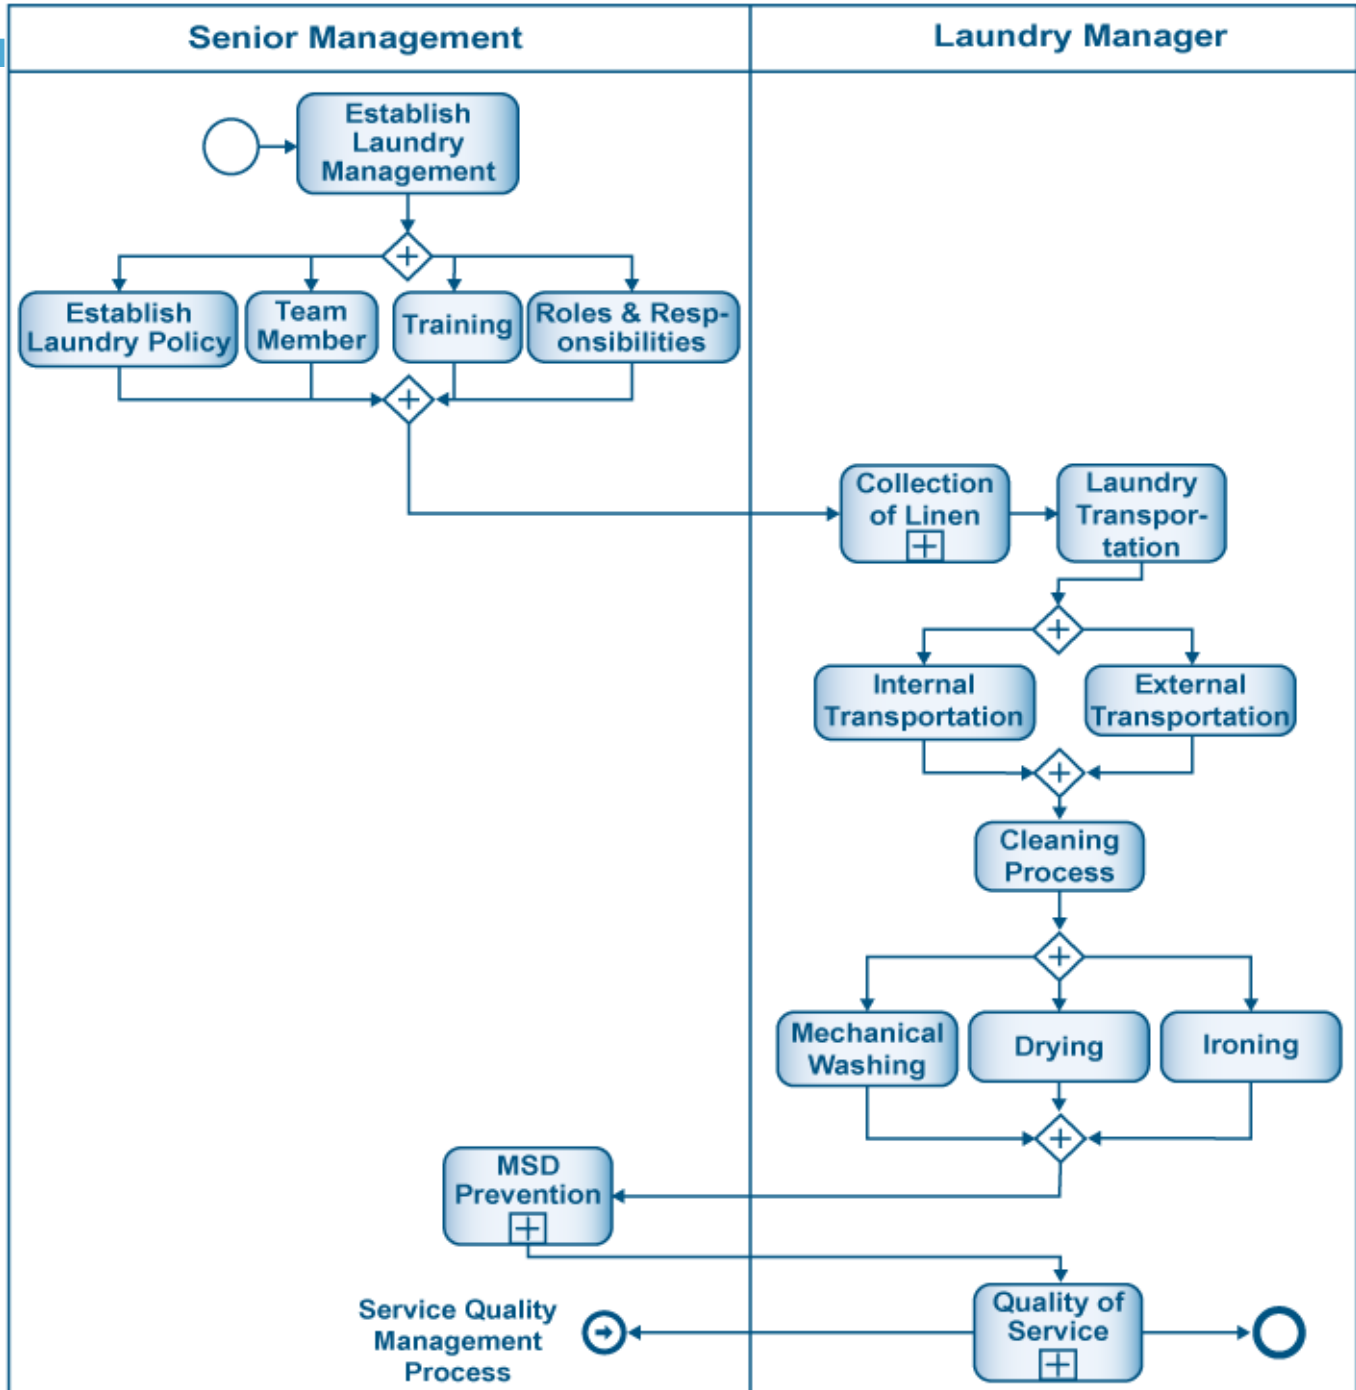 Senior Management
Laundry Manager
Establish
Laundry
Management
Establish
Laundry Policy
Team
Member
Training
Roles & Resp-
onsibilities
Collection
of Linen
Laundry
Transpor-
tation
Internal
Transportation
External
Transportation
Cleaning
Process
Mechanical
Washing
Drying
Ironing
MSD
Prevention
Service Quality
Management
Process
Quality of
Service